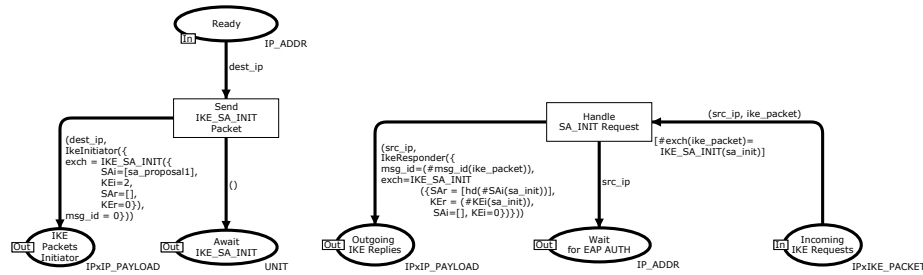 Ready
In
IP_ADDR
dest_ip
Send
IKE_SA_INIT
Packet
(dest_ip,
IkeInitiator({
exch = IKE_SA_INIT({
SAi=[sa_proposal1],
KEi=2,
SAr=[],
KEr=0}),
msg_id = 0}))
()
IKE
Packets
Initiator
Out
IPxIP_PAYLOAD
Await
IKE_SA_INIT
Out
UNIT
Handle
SA_INIT Request
(src_ip, ike_packet)
[#exch(ike_packet)=
IKE_SA_INIT(sa_init)]
(src_ip,
IkeResponder({
msg_id=(#msg_id(ike_packet)),
exch=IKE_SA_INIT
({SAr = [hd(#SAi(sa_init))],
KEr = (#KEi(sa_init)),
SAi=[], KEi=0})}))
src_ip
Outgoing
IKE Replies
Out
IPxIP_PAYLOAD
Wait
for EAP AUTH
Out
IP_ADDR
Incoming
IKE Requests
In
IPxIKE_PACKET